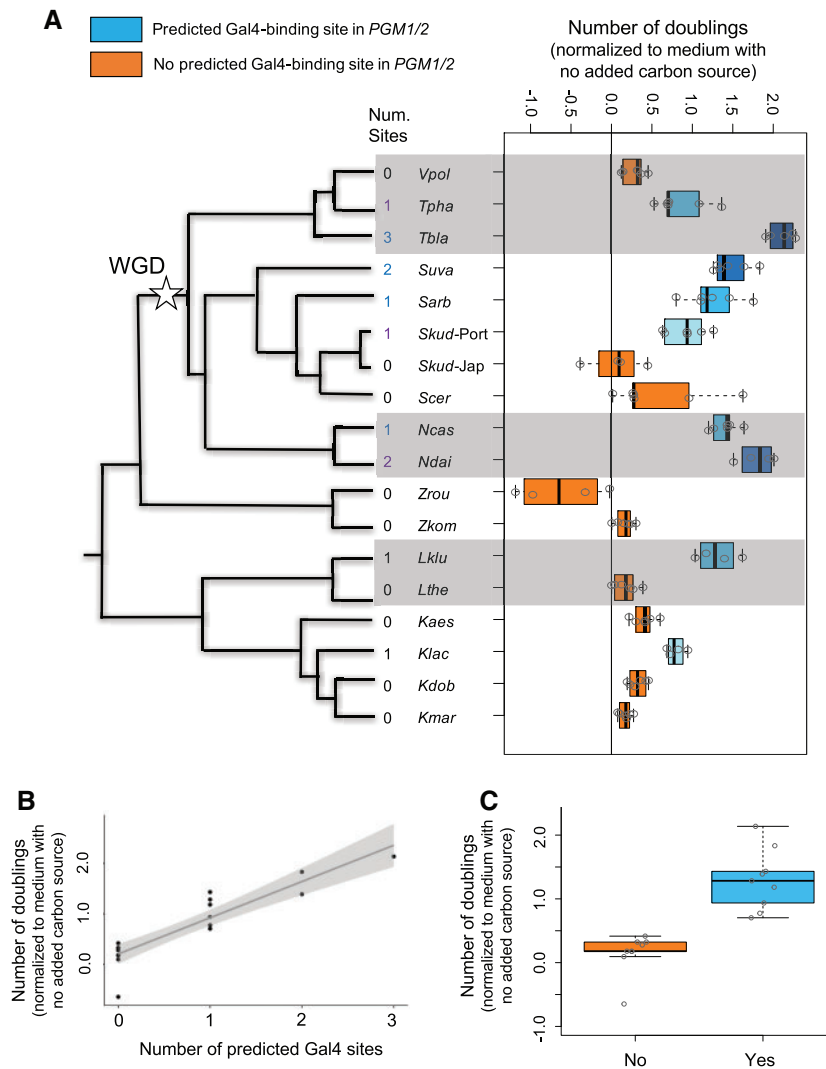 A
Predicted Gal4-binding site in PGM1/2
No predicted Gal4-binding site in PGM1/2
Number of doublings
(normalized to medium with
no added carbon source)
-1.0 -0.5 0.0 0.5 1.0 1.5 2.0
Num.
Sites
WGD
0 Vpol
1 Tpha
3 Tbla
2 Suva
1 Sarb
1 Skud-Port
0 Skud-Jap
0 Scer
1 Ncas
2 Ndai
0 Zrou
0 Zkom
1 Lklu
0 Lthe
0 Kaes
1 Klac
0 Kdob
0 Kmar
B
Number of doublings
(normalized to medium with
no added carbon source)
2.0
1.0
0.0
0 1 2 3
Number of predicted Gal4 sites
C
Number of doublings
(normalized to medium with
no added carbon source)
2.0
1.0
0.0
-1.0
No Yes